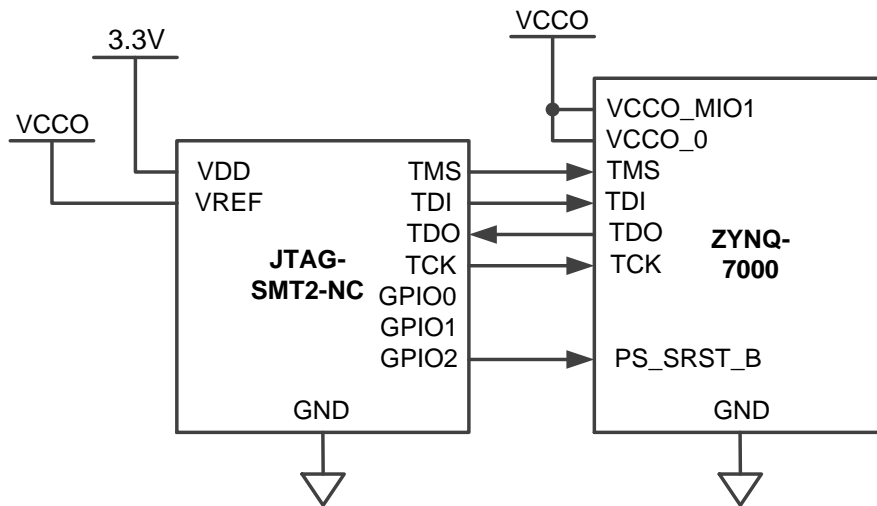 VCCO
3.3V
VCCO
VDD
VREF
JTAG-
SMT2-NC
TMS
TDI
TDO
TCK
GPIO0
GPIO1
GPIO2
GND
VCCO_MIO1
VCCO_0
TMS
TDI
TDO
TCK
ZYNQ-
7000
PS_SRST_B
GND